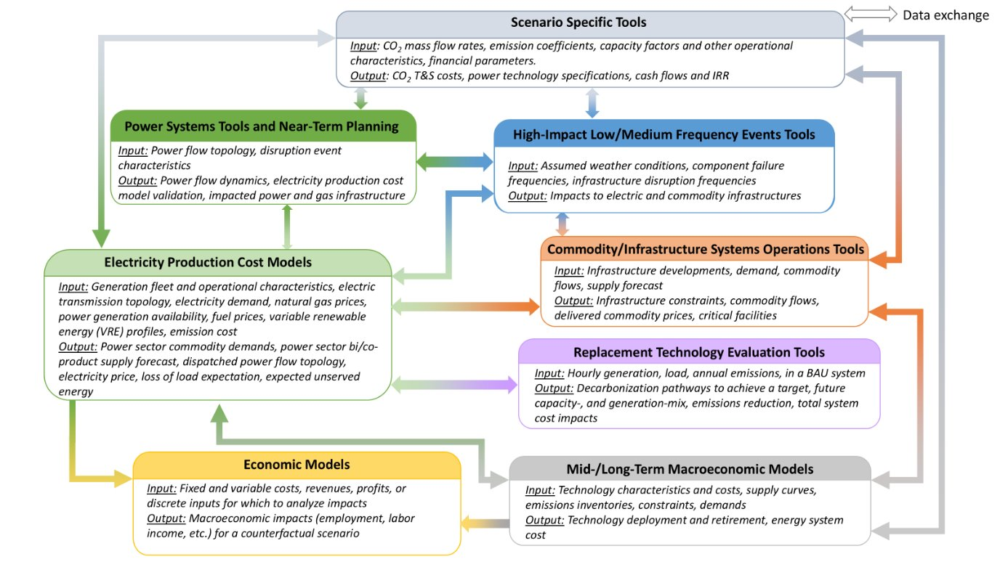 Scenario Specific Tools
Data exchange
Input: CO2 mass flow rates, emission coefficients, capacity factors and other operational
characteristics, financial parameters.
Output: CO2 T&S costs, power technology specifications, cash flows and IRR
Power Systems Tools and Near-Term Planning
Input: Power flow topology, disruption event
characteristics
Output: Power flow dynamics, electricity production cost
model validation, impacted power and gas infrastructure
High-Impact Low/Medium Frequency Events Tools
Input: Assumed weather conditions, component failure
frequencies, infrastructure disruption frequencies
Output: Impacts to electric and commodity infrastructures
Electricity Production Cost Models
Input: Generation fleet and operational characteristics, electric
transmission topology, electricity demand, natural gas prices,
power generation availability, fuel prices, variable renewable
energy (VRE) profiles, emission cost
Output: Power sector commodity demands, power sector bi/co-
product supply forecast, dispatched power flow topology,
electricity price, loss of load expectation, expected unserved
energy
Commodity/Infrastructure Systems Operations Tools
Input: Infrastructure developments, demand, commodity
flows, supply forecast
Output: Infrastructure constraints, commodity flows,
delivered commodity prices, critical facilities
Replacement Technology Evaluation Tools
Input: Hourly generation, load, annual emissions, in a BAU system
Output: Decarbonization pathways to achieve a target, future
capacity-, and generation-mix, emissions reduction, total system
cost impacts
Economic Models
Input: Fixed and variable costs, revenues, profits, or
discrete inputs for which to analyze impacts
Output: Macroeconomic impacts (employment, labor
income, etc.) for a counterfactual scenario
Mid-/Long-Term Macroeconomic Models
Input: Technology characteristics and costs, supply curves,
emissions inventories, constraints, demands
Output: Technology deployment and retirement, energy system
cost